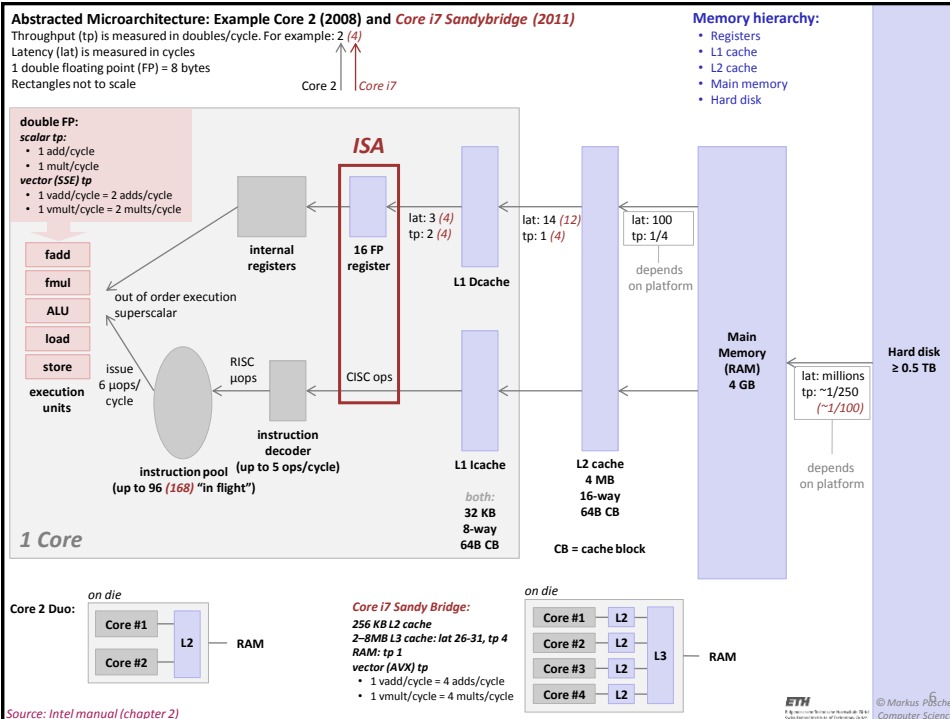 Abstracted Microarchitecture: Example Core 2 (2008) and Core i7 Sandybridge (2011)
Throughput (tp) is measured in doubles/cycle. For example: 2 (4)
Latency (lat) is measured in cycles
1 double floating point (FP) = 8 bytes
Rectangles not to scale
Core 2
Core i7
Memory hierarchy:
• Registers
• L1 cache
• L2 cache
• Main memory
• Hard disk
double FP:
scalar tp:
• 1 add/cycle
• 1 mult/cycle
vector (SSE) tp
• 1 vadd/cycle = 2 adds/cycle
• 1 vmult/cycle = 2 mults/cycle
fadd
fmul
ALU
load
store
execution
units
ISA
internal
registers
16 FP
register
lat: 3 (4)
tp: 2 (4)
L1 Dcache
lat: 14 (12)
tp: 1 (4)
lat: 100
tp: 1/4
depends
on platform
out of order execution
superscalar
issue
6 μops/
cycle
RISC
μops
CISC ops
instruction
decoder
(up to 5 ops/cycle)
instruction pool
(up to 96 (168) “in flight”)
L1 Icache
both:
32 KB
8-way
64B CB
L2 cache
4 MB
16-way
64B CB
CB = cache block
Main
Memory
(RAM)
4 GB
lat: millions
tp: ~1/250
(~1/100)
depends
on platform
Hard disk
≥ 0.5 TB
1 Core
Core 2 Duo:
on die
Core #1
Core #2
L2
RAM
Core i7 Sandy Bridge:
256 KB L2 cache
2–8MB L3 cache: lat 26-31, tp 4
RAM: tp 1
vector (AVX) tp
• 1 vadd/cycle = 4 adds/cycle
• 1 vmult/cycle = 4 mults/cycle
on die
Core #1 L2
Core #2 L2
Core #3 L2
Core #4 L2
L3
RAM
Source: Intel manual (chapter 2)
ETH
6
© Markus Püsche
Computer Scienc